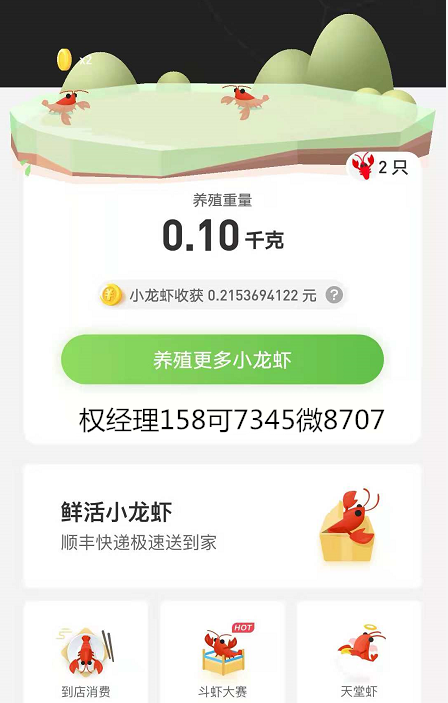 x2
2 只
养殖重量
0.10 千克
¥ 小龙虾收获 0.2153694122 元 ?
养殖更多小龙虾
权经理158可7345微8707
鲜活小龙虾
顺丰快递极速送到家
HOT
到店消费 斗虾大赛 天堂虾